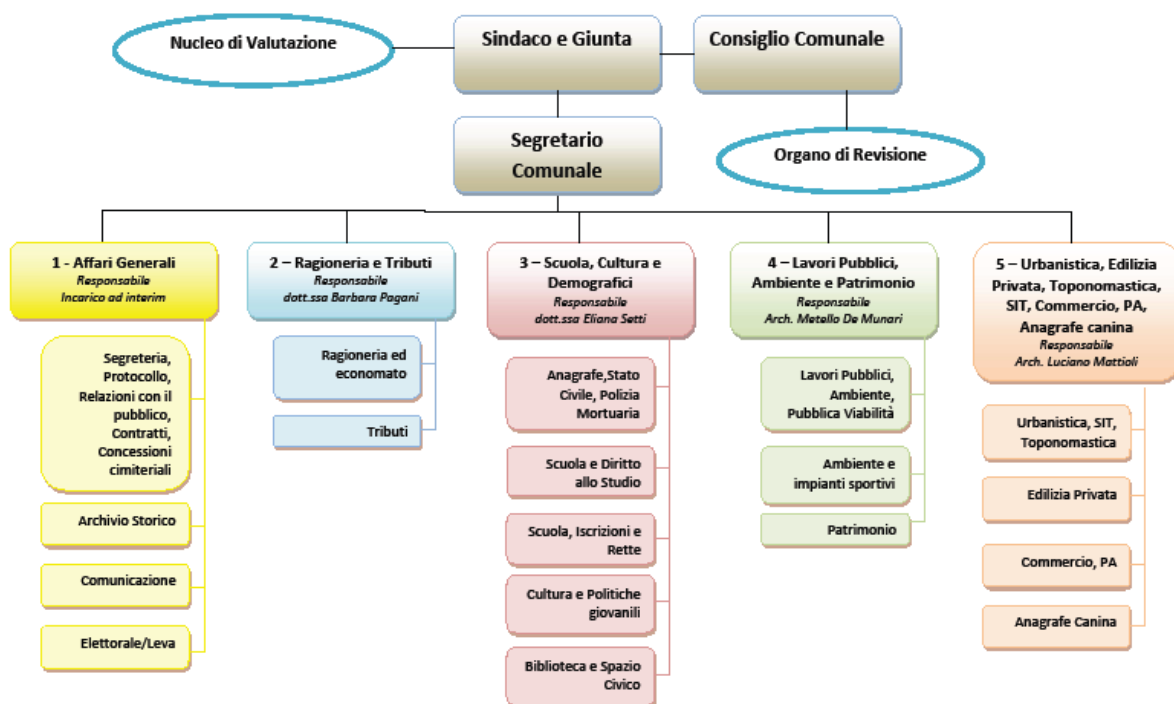 Nucleo di Valutazione
Sindaco e Giunta
Consiglio Comunale
Segretario
Comunale
Organo di Revisione
1 - Affari Generali
Responsabile
Incarico ad interim
Segreteria,
Protocollo,
Relazioni con il
pubblico,
Contratti,
Concessioni
cimiteriali
Archivio Storico
Comunicazione
Elettorale/Leva
2 – Ragioneria e Tributi
Responsabile
dott.ssa Barbara Pagani
Ragioneria ed
economato
Tributi
3 – Scuola, Cultura e
Demografici
Responsabile
dott.ssa Eliana Setti
Anagrafe,Stato
Civile, Polizia
Mortuaria
Scuola e Diritto
allo Studio
Scuola, Iscrizioni e
Rette
Cultura e Politiche
giovanili
Biblioteca e Spazio
Civico
4 – Lavori Pubblici,
Ambiente e Patrimonio
Responsabile
Arch. Metello De Munari
Lavori Pubblici,
Ambiente,
Pubblica Viabilità
Ambiente e
impianti sportivi
Patrimonio
5 – Urbanistica, Edilizia
Privata, Toponomastica,
SIT, Commercio, PA,
Anagrafe canina
Responsabile
Arch. Luciano Mattioli
Urbanistica, SIT,
Toponomastica
Edilizia Privata
Commercio, PA
Anagrafe Canina